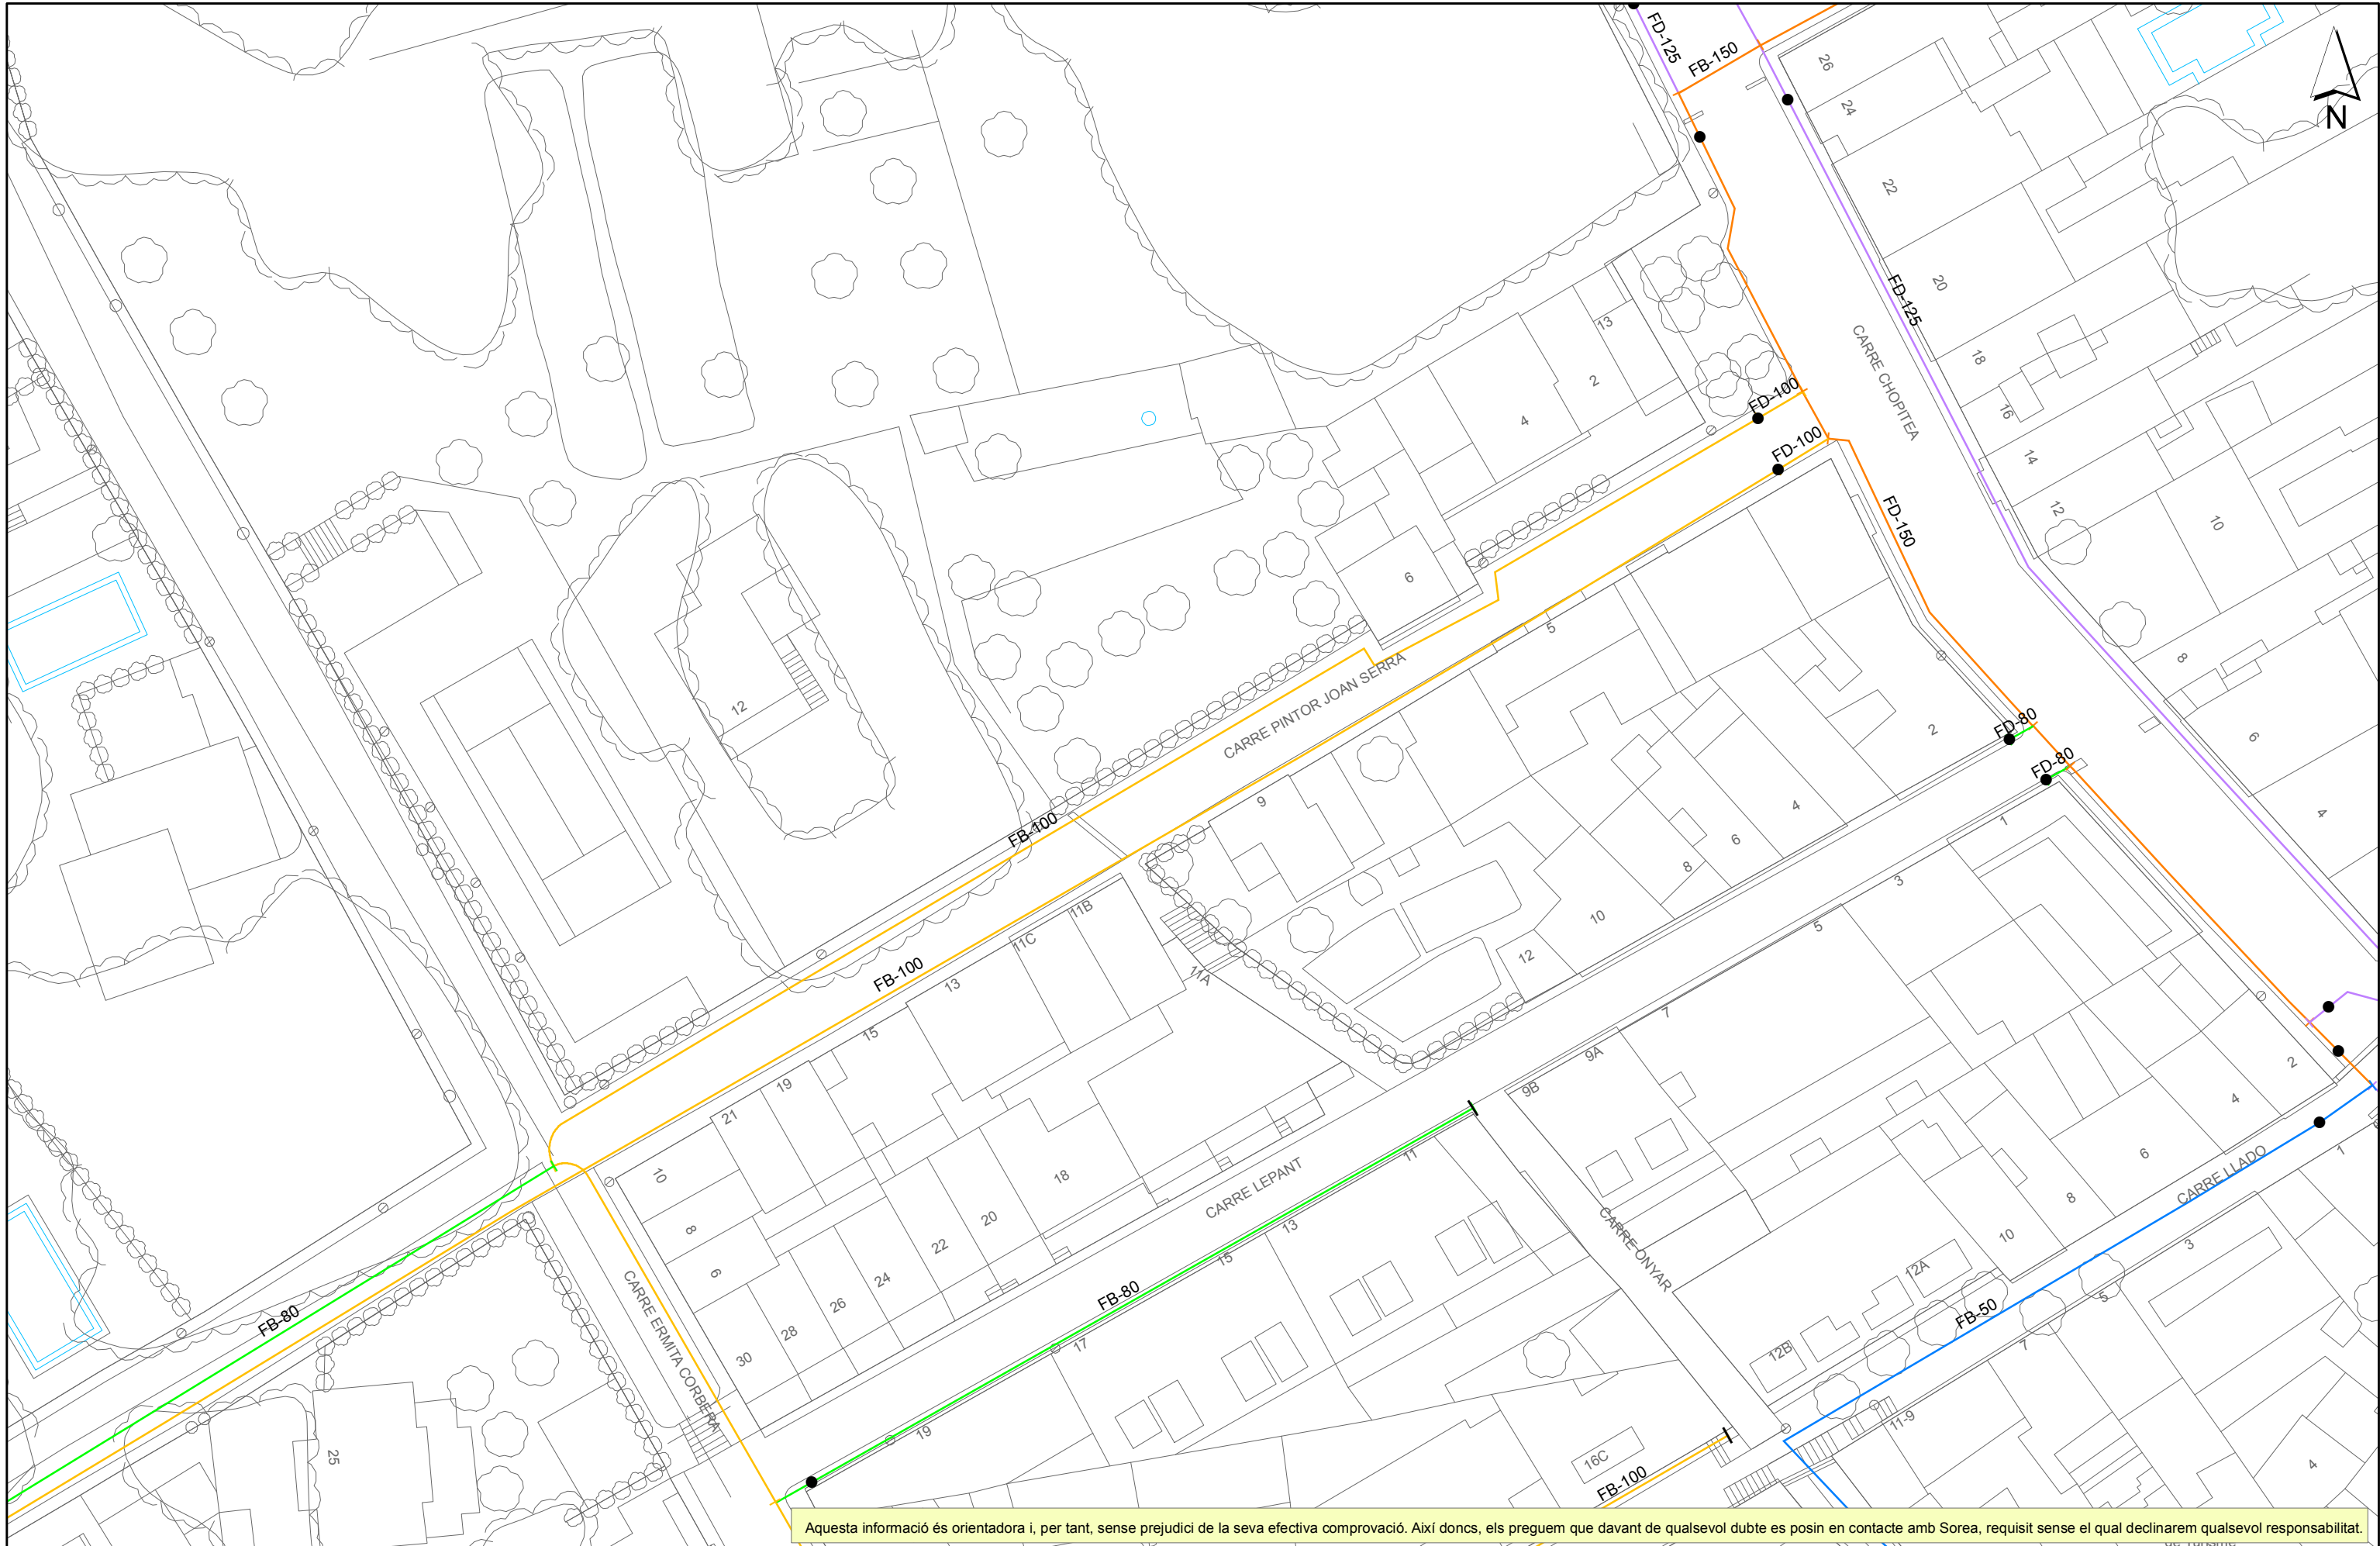 FD-125
FB-150
N
26
24
22
20
18
16
14
12
10
8
6
4
FD-125
CARRE CHOPITEA
13
2
4
6
FD-100
FD-100
FD-150
12
CARRE PINTOR JOAN SERRA
5
9
FB-100
FB-100
11B
11C
11A
13
15
19
21
2
4
6
8
10
12
FD-80
FD-80
1
3
5
7
9A
9B
10
8
6
18
20
22
24
26
28
30
CARRE LEPANT
11
13
15
17
19
FB-80
FB-80
CARRE ERMITA CORBERA
25
CARRE ONYAR
2
4
6
8
10
12A
12B
CARRE LLADO
1
3
5
7
11-9
FB-50
4
16C
FB-100
Aquesta informació és orientadora i, per tant, sense prejudici de la seva efectiva comprovació. Així doncs, els preguem que davant de qualsevol dubte es posin en contacte amb Sorea, requisit sense el qual declinarem qualsevol responsabilitat.